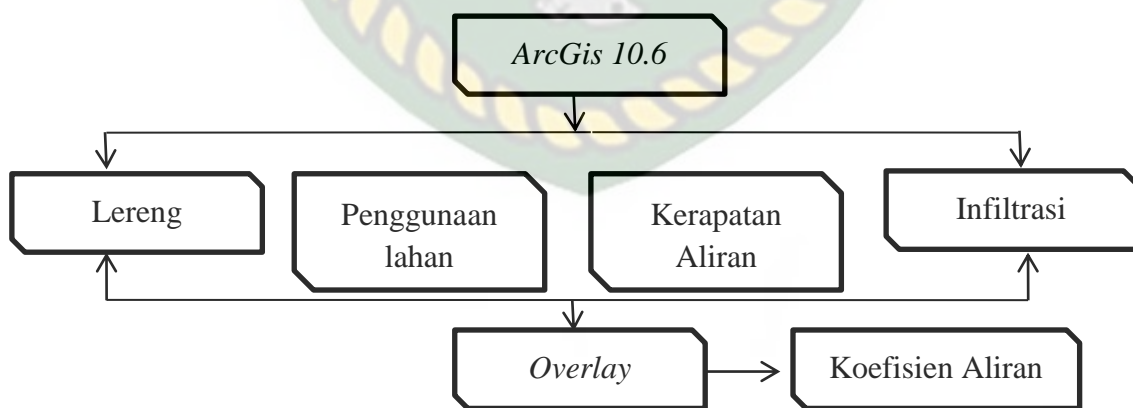 ArcGis 10.6
Lereng
Penggunaan
lahan
Kerapatan
Aliran
Infiltrasi
Overlay
Koefisien Aliran